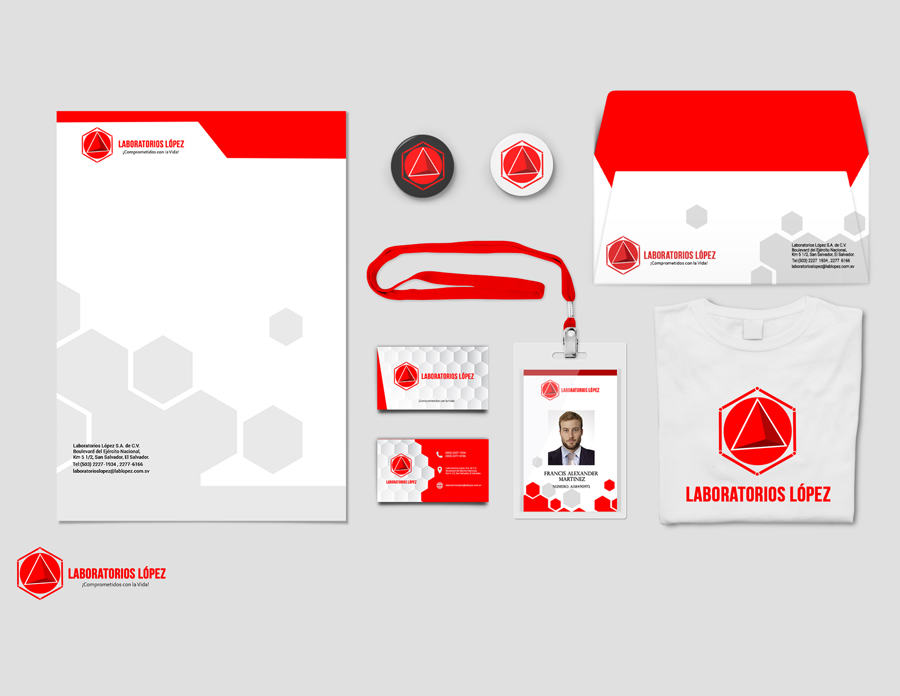 LABORATORIOS LÓPEZ
¡Comprometidos con la Vida!
Laboratorios López S.A. de C.V.
Boulevard del Ejército Nacional,
Km 5 1/2, San Salvador, El Salvador.
Tel:(503) 2227-1934 , 2277-6166
laboratorioslopez@lablopez.com.sv
LABORATORIOS LÓPEZ
¡Comprometidos con la Vida!
Laboratorios López S.A. de C.V.
Boulevard del Ejército Nacional,
Km 5 1/2, San Salvador, El Salvador.
Tel:(503) 2227 1934 , 2277 6166
laboratorioslopez@lablopez.com.sv
LABORATORIOS LÓPEZ
¡Comprometidos con la Vida!
LABORATORIOS LÓPEZ
LABORATORIOS LÓPEZ
FRANCIS ALEXANDER
MARTINEZ
LABORATORIOS LÓPEZ
LABORATORIOS LÓPEZ
¡Comprometidos con la Vida!